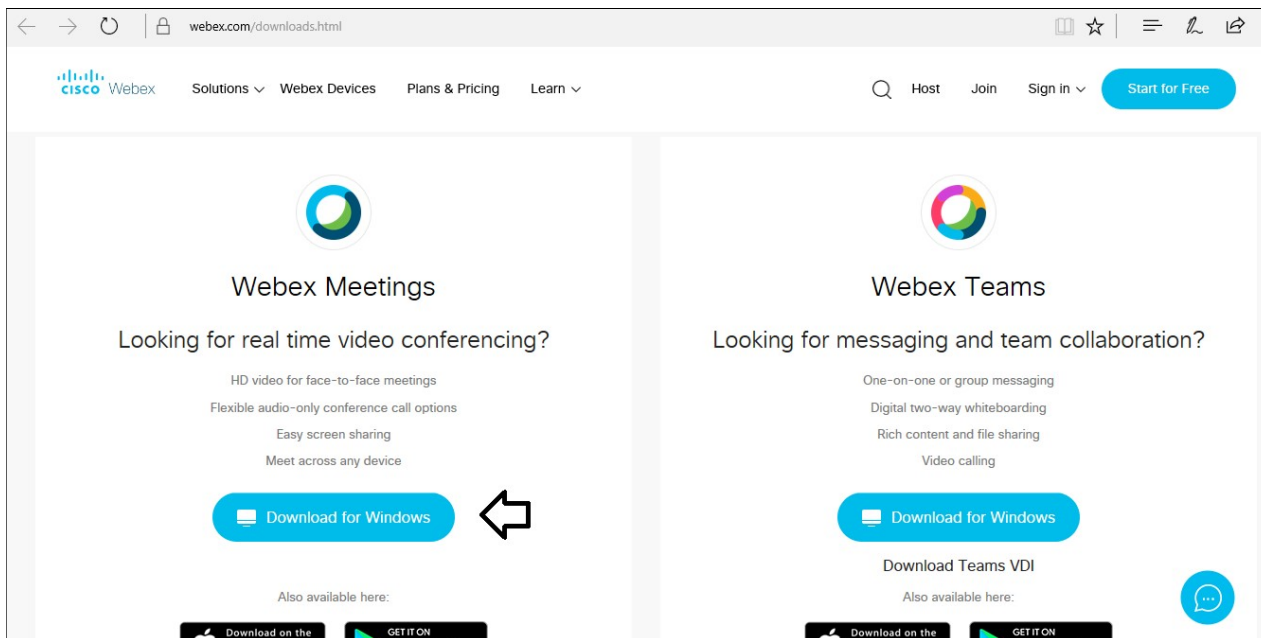 webex.com/downloads.html
cisco Webex
Solutions
Webex Devices
Plans & Pricing
Learn
Host
Join
Sign in
Start for Free
Webex Meetings
Looking for real time video conferencing?
HD video for face-to-face meetings
Flexible audio-only conference call options
Easy screen sharing
Meet across any device
Download for Windows
Also available here:
Download on the
GET IT ON
Webex Teams
Looking for messaging and team collaboration?
One-on-one or group messaging
Digital two-way whiteboarding
Rich content and file sharing
Video calling
Download for Windows
Download Teams VDI
Also available here:
Download on the
GET IT ON